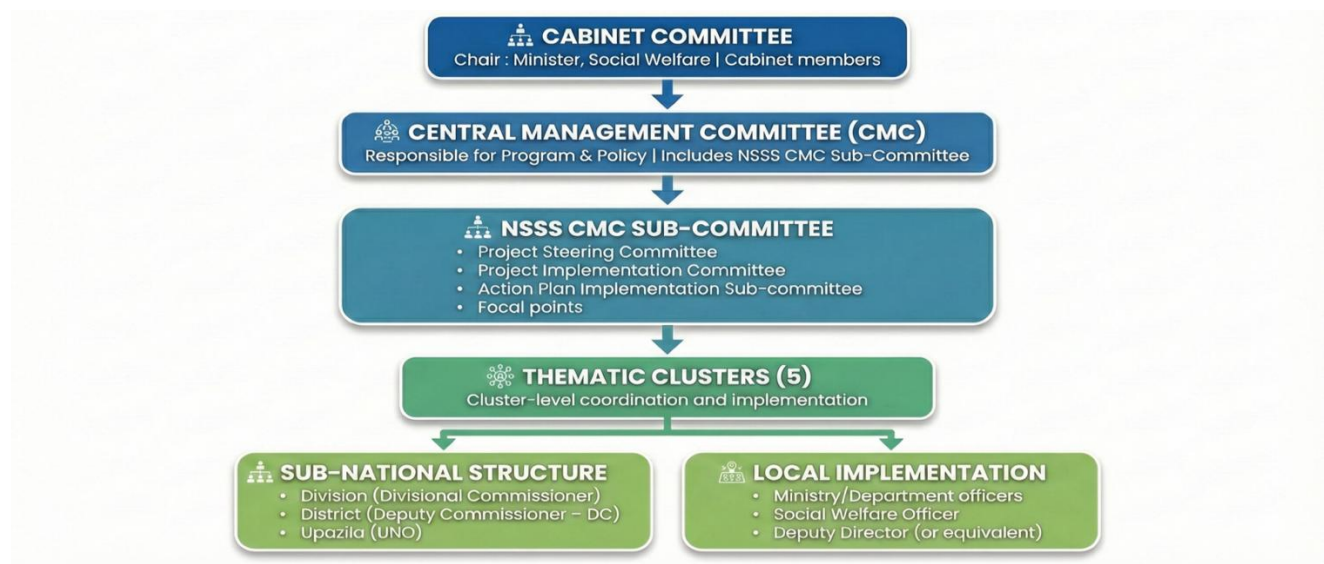 CABINET COMMITTEE
Chair : Minister, Social Welfare | Cabinet members
CENTRAL MANAGEMENT COMMITTEE (CMC)
Responsible for Program & Policy | Includes NSSS CMC Sub-Committee
NSSS CMC SUB-COMMITTEE
• Project Steering Committee
• Project Implementation Committee
• Action Plan Implementation Sub-committee
• Focal points
THEMATIC CLUSTERS (5)
Cluster-level coordination and implementation
SUB-NATIONAL STRUCTURE
• Division (Divisional Commissioner)
• District (Deputy Commissioner – DC)
• Upazila (UNO)
LOCAL IMPLEMENTATION
• Ministry/Department officers
• Social Welfare Officer
• Deputy Director (or equivalent)